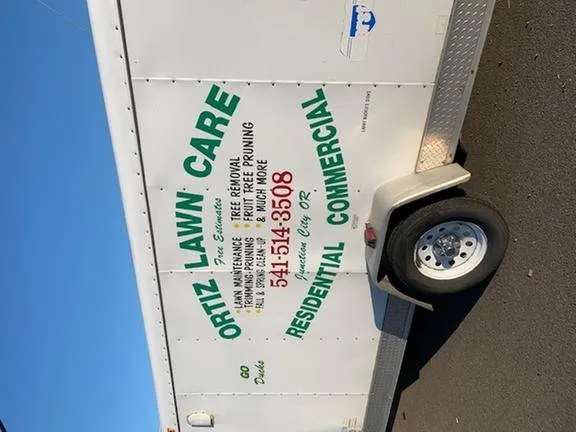 ORTIZ LAWN CARE
Free Estimates
• LAWN MAINTENANCE • TREE REMOVAL
• TRIMMING-PRUNING • FRUIT TREE PRUNING
• FALL & SPRING CLEAN-UP • & MUCH MORE
541-514-3508
Junction City OR
RESIDENTIAL COMMERCIAL
GO
Ducks